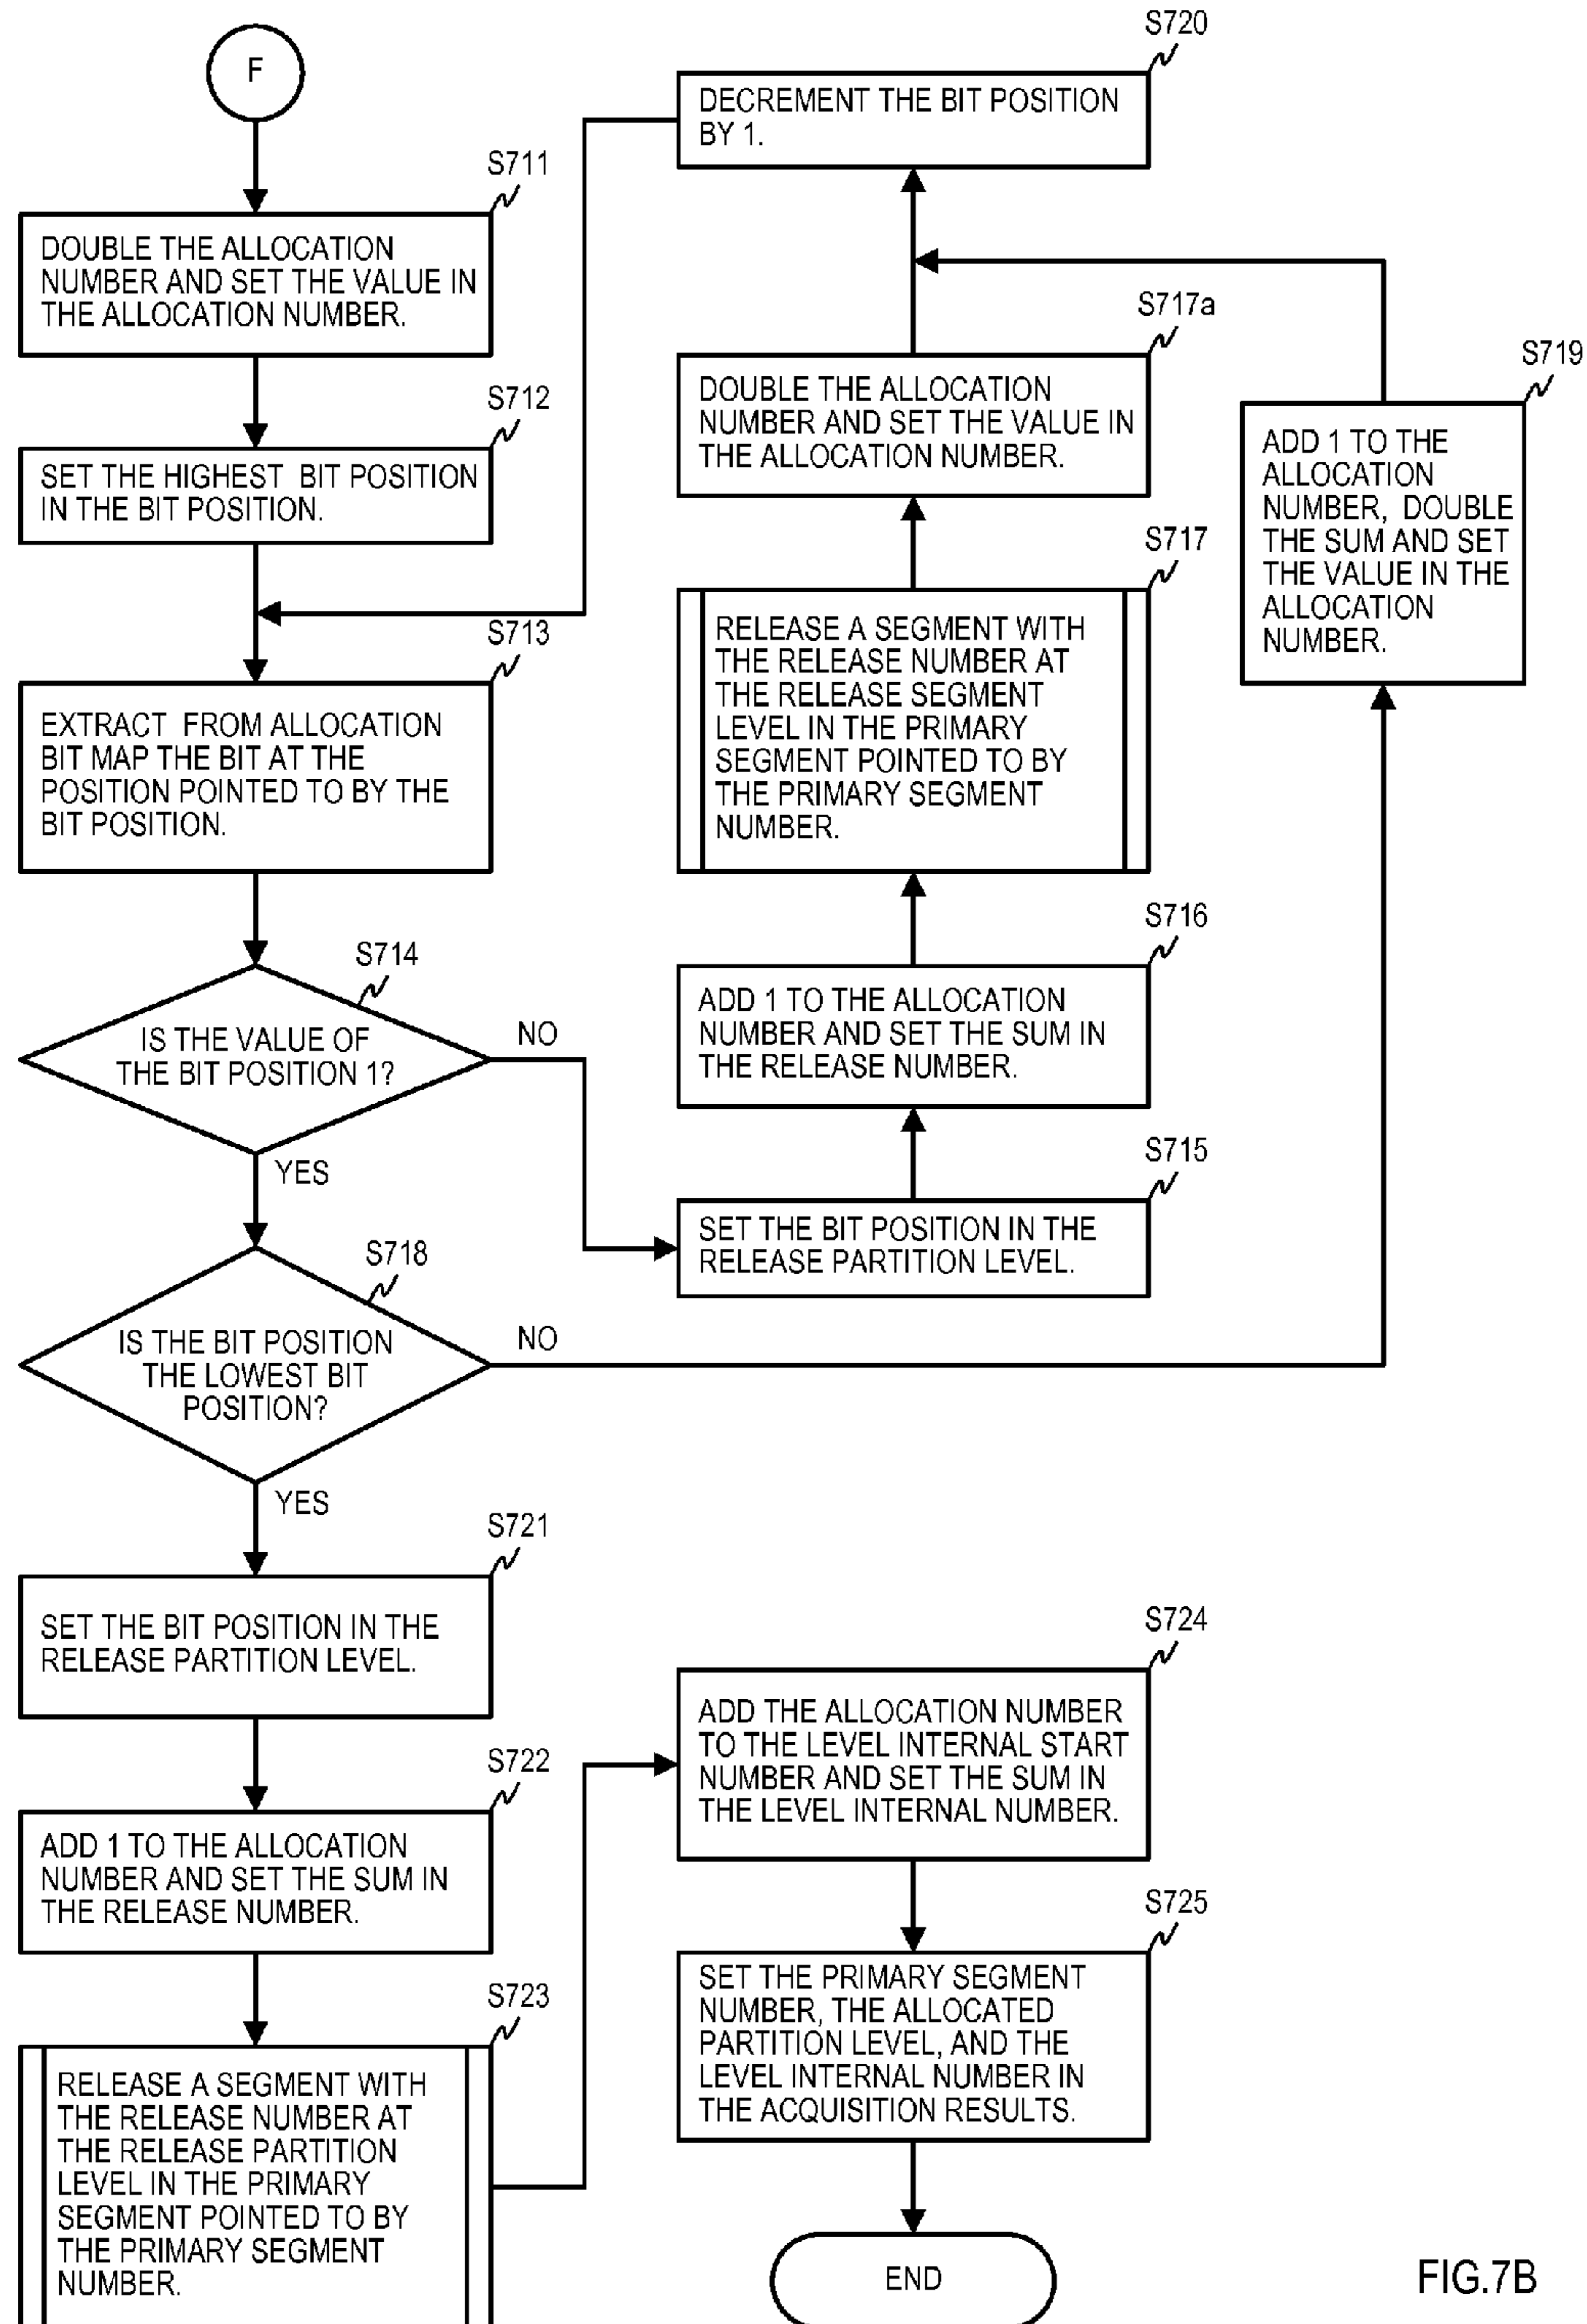 F
S711
DOUBLE THE ALLOCATION
NUMBER AND SET THE VALUE IN
THE ALLOCATION NUMBER.
S712
SET THE HIGHEST BIT POSITION
IN THE BIT POSITION.
S713
EXTRACT FROM ALLOCATION
BIT MAP THE BIT AT THE
POSITION POINTED TO BY THE
BIT POSITION.
S714
IS THE VALUE OF
THE BIT POSITION 1?
NO
YES
S718
IS THE BIT POSITION
THE LOWEST BIT
POSITION?
NO
YES
S720
DECREMENT THE BIT POSITION
BY 1.
S717a
DOUBLE THE ALLOCATION
NUMBER AND SET THE VALUE IN
THE ALLOCATION NUMBER.
S717
RELEASE A SEGMENT WITH
THE RELEASE NUMBER AT
THE RELEASE SEGMENT
LEVEL IN THE PRIMARY
SEGMENT POINTED TO BY
THE PRIMARY SEGMENT
NUMBER.
S716
ADD 1 TO THE ALLOCATION
NUMBER AND SET THE SUM IN
THE RELEASE NUMBER.
S715
SET THE BIT POSITION IN THE
RELEASE PARTITION LEVEL.
S719
ADD 1 TO THE
ALLOCATION
NUMBER, DOUBLE
THE SUM AND SET
THE VALUE IN THE
ALLOCATION
NUMBER.
S721
SET THE BIT POSITION IN THE
RELEASE PARTITION LEVEL.
S722
ADD 1 TO THE ALLOCATION
NUMBER AND SET THE SUM IN
THE RELEASE NUMBER.
S723
RELEASE A SEGMENT WITH
THE RELEASE NUMBER AT
THE RELEASE PARTITION
LEVEL IN THE PRIMARY
SEGMENT POINTED TO BY
THE PRIMARY SEGMENT
NUMBER.
S724
ADD THE ALLOCATION NUMBER
TO THE LEVEL INTERNAL START
NUMBER AND SET THE SUM IN
THE LEVEL INTERNAL NUMBER.
S725
SET THE PRIMARY SEGMENT
NUMBER, THE ALLOCATED
PARTITION LEVEL, AND THE
LEVEL INTERNAL NUMBER IN
THE ACQUISITION RESULTS.
END
FIG.7B